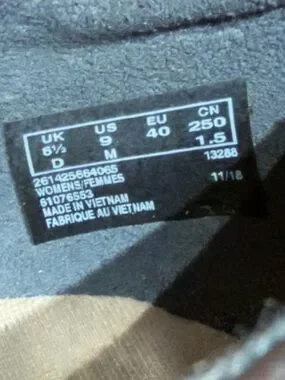 UK US EU CN
6½ 9 40 250
D M 1.5
261425664065 13288
WOMENS/FEMMES
61076553 11/18
MADE IN VIETNAM
FABRIQUE AU VIETNAM